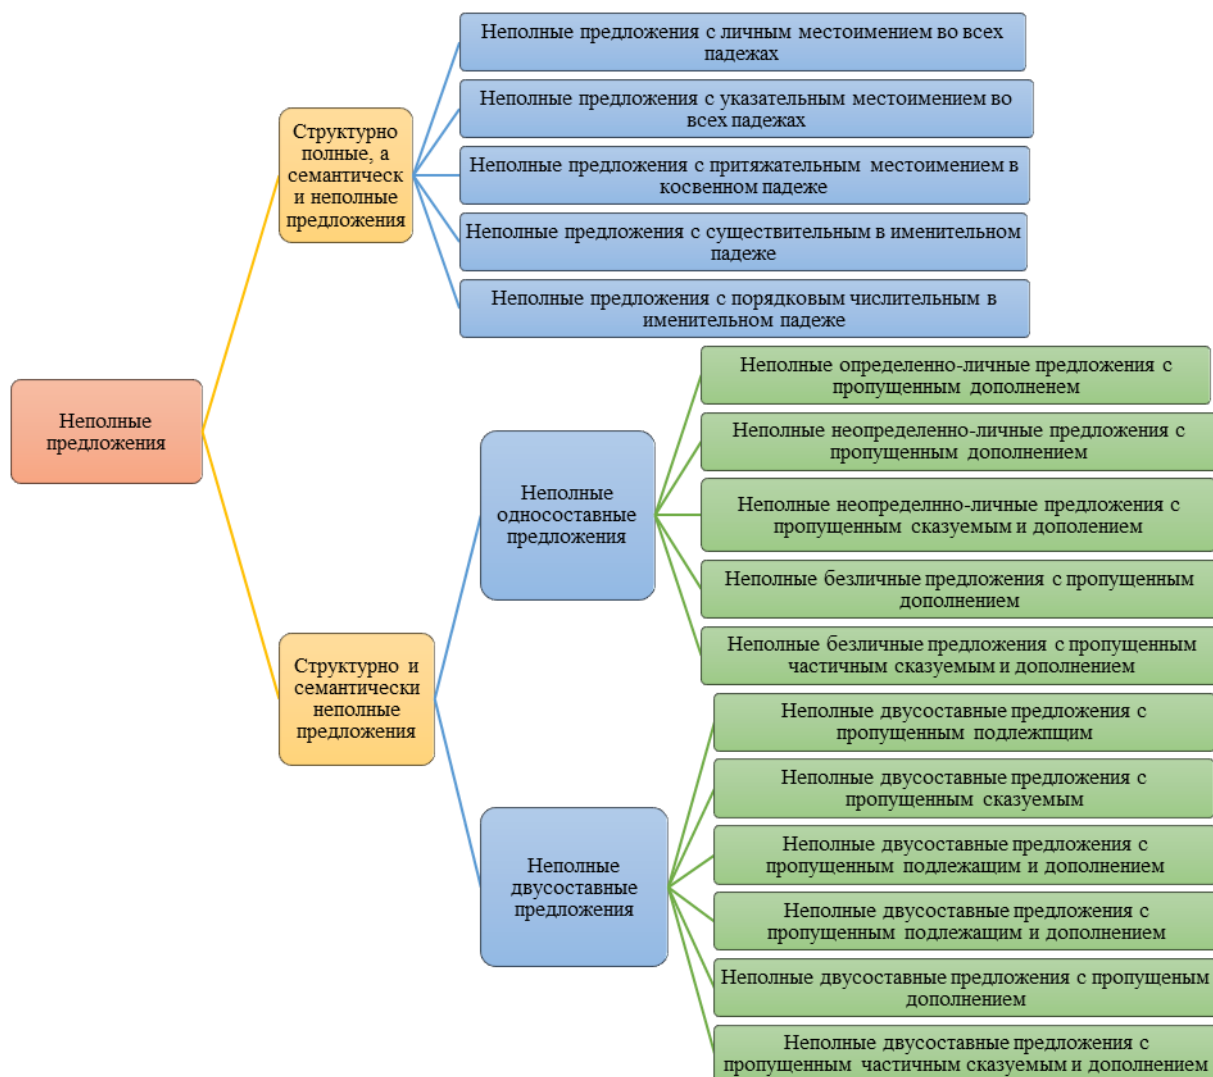 Неполные предложения с личным местоимением во всех
падежах
Неполные предложения с указательным местоимением во
всех падежах
Структурно
полные, а
семантическ
и неполные
предложения
Неполные предложения с притяжательным местоимением в
косвенном падеже
Неполные предложения с существительным в именительном
падеже
Неполные предложения с порядковым числительным в
именительном падеже
Неполные
предложения
Неполные определенно-личные предложения с
пропущенным дополненем
Неполные неопределенно-личные предложения с
пропущенным дополнением
Неполные
односоставные
предложения
Неполные неопределнно-личные предложения с
пропущенным сказуемым и дополением
Неполные безличные предложения с пропущенным
дополнением
Неполные безличные предложения с пропущенным
частичным сказуемым и дополнением
Структурно и
семантически
неполные
предложения
Неполные двусоставные предложения с
пропущенным подлежпщим
Неполные двусоставные предложения с
пропущенным сказуемым
Неполные двусоставные предложения с
пропущенным подлежащим и дополнением
Неполные
двусоставные
предложения
Неполные двусоставные предложения с
пропущенным подлежащим и дополнением
Неполные двусоставные предложения с пропущеным
дополнением
Неполные двусоставные предложения с
пропущенным частичным сказуемым и дополнением